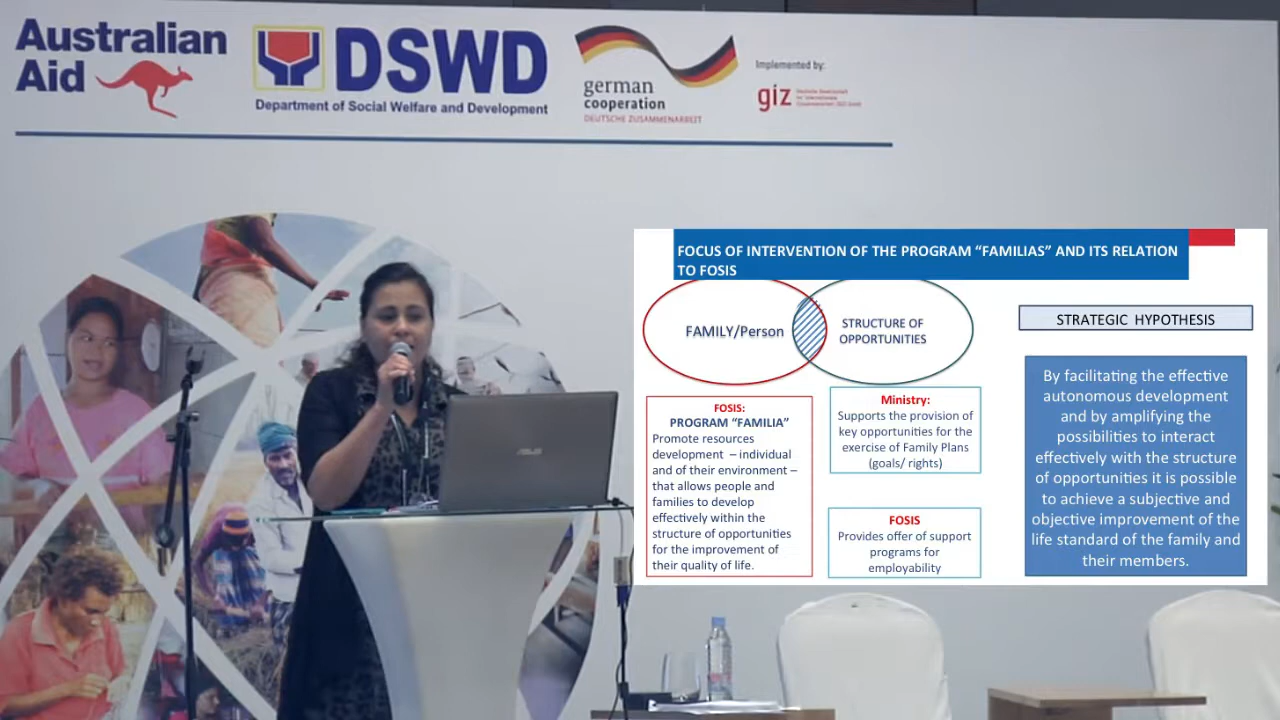 Australian
Aid
DSWD
Department of Social Welfare and Development
german
cooperation
DEUTSCHE ZUSAMMENARBEIT
Implemented by:
giz
FOCUS OF INTERVENTION OF THE PROGRAM “FAMILIAS” AND ITS RELATION
TO FOSIS
FAMILY/Person
STRUCTURE OF
OPPORTUNITIES
FOSIS:
PROGRAM “FAMILIA”
Promote resources
development – individual
and of their environment –
that allows people and
families to develop
effectively within the
structure of opportunities
for the improvement of
their quality of life.
Ministry:
Supports the provision of
key opportunities for the
exercise of Family Plans
(goals/ rights)
FOSIS
Provides offer of support
programs for
employability
STRATEGIC HYPOTHESIS
By facilitating the effective
autonomous development
and by amplifying the
possibilities to interact
effectively with the structure
of opportunities it is possible
to achieve a subjective and
objective improvement of the
life standard of the family and
their members.
ASUS